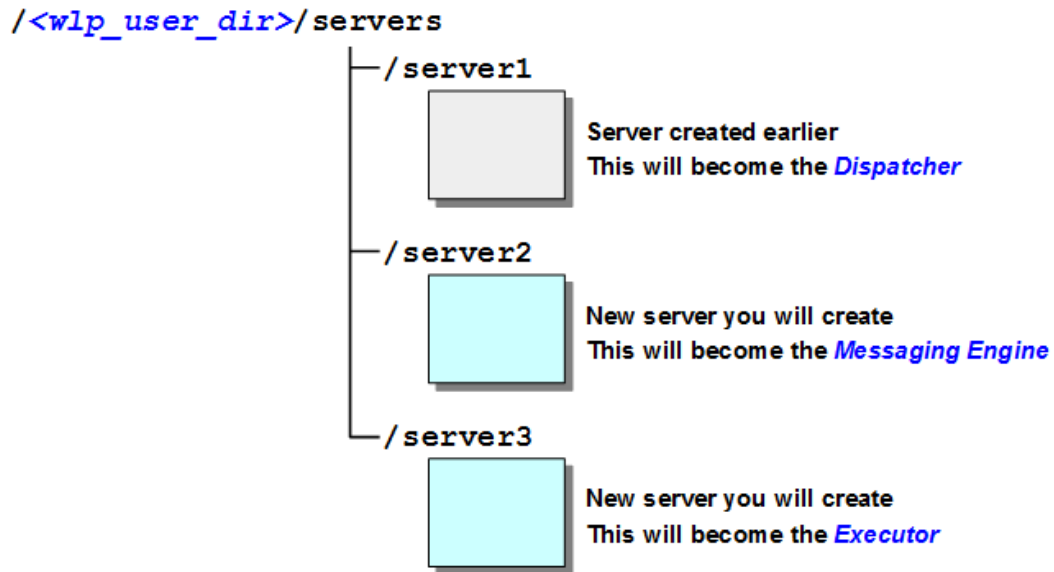 /<wlp_user_dir>/servers
/server1
Server created earlier
This will become the Dispatcher
/server2
New server you will create
This will become the Messaging Engine
/server3
New server you will create
This will become the Executor